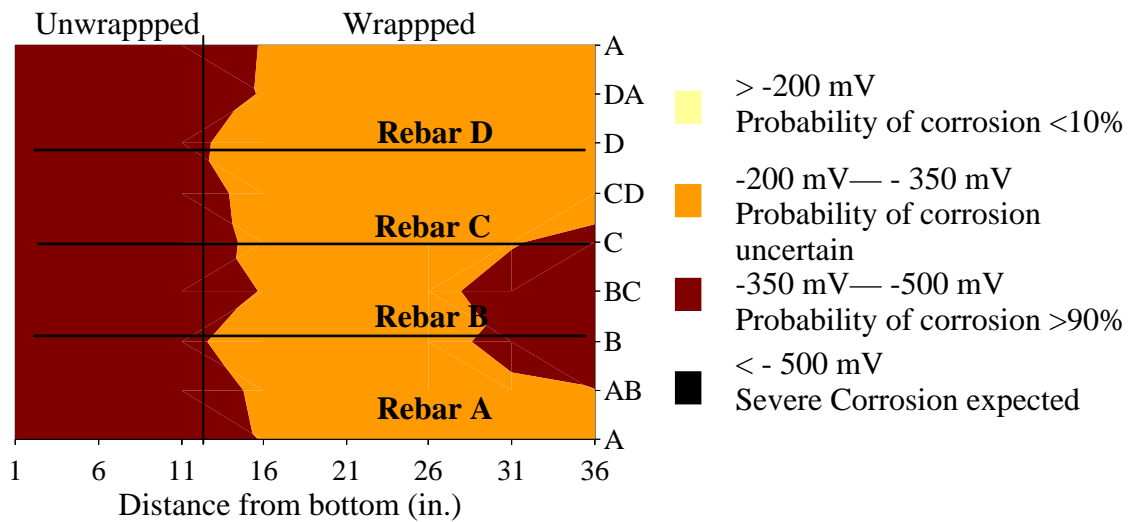 Unwrappped
Wrappped
A
DA
D
CD
C
BC
B
AB
A
Rebar D
Rebar C
Rebar B
Rebar A
1 6 11 16 21 26 31 36
Distance from bottom (in.)
> -200 mV
Probability of corrosion <10%
-200 mV— - 350 mV
Probability of corrosion
uncertain
-350 mV— -500 mV
Probability of corrosion >90%
< - 500 mV
Severe Corrosion expected